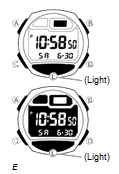 A B
P
10:58 50
SA 6-30
C D
L
(Light)
A B
P
10:58 50
SA 6-30
C D
L
(Light)
E